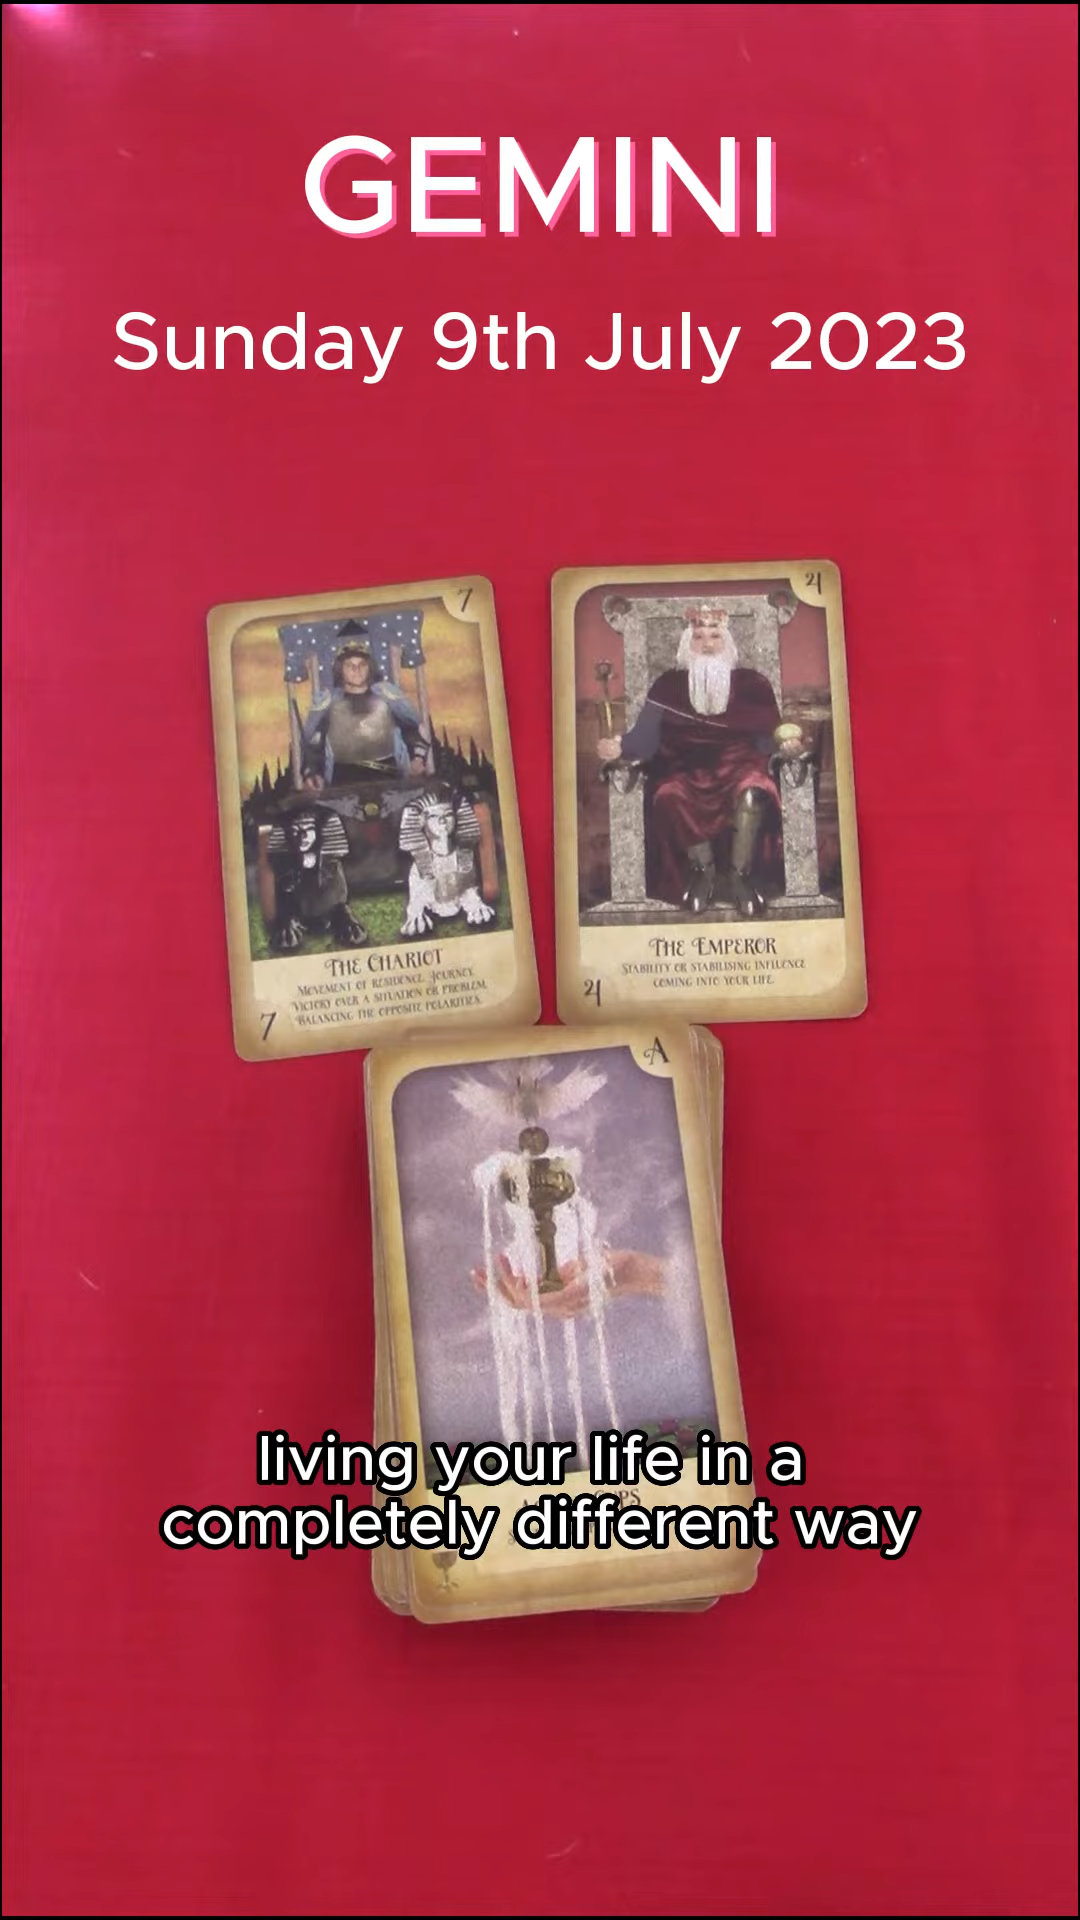 GEMINI
Sunday 9th July 2023
7
4
THE CHARIOT
MOVEMENT OF RESIDENCE. JOURNEY.
VICTORY OVER A SITUATION OR PROBLEM.
BALANCING THE OPPOSITE POLARITIES.
7
THE EMPEROR
STABILITY OR STABILISING INFLUENCE
COMING INTO YOUR LIFE.
4
A
living your life in a
completely different way